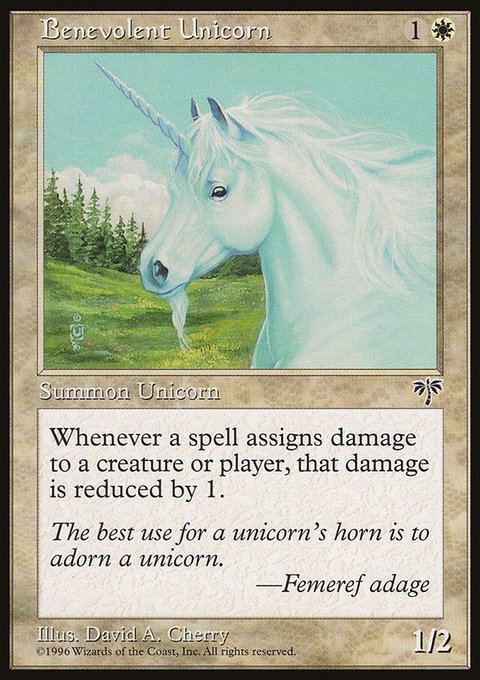 Benevolent Unicorn 1
Summon Unicorn
Whenever a spell assigns damage
to a creature or player, that damage
is reduced by 1.
The best use for a unicorn's horn is to
adorn a unicorn.
—Femeref adage
Illus. David A. Cherry
1/2
©1996 Wizards of the Coast, Inc. All rights reserved.